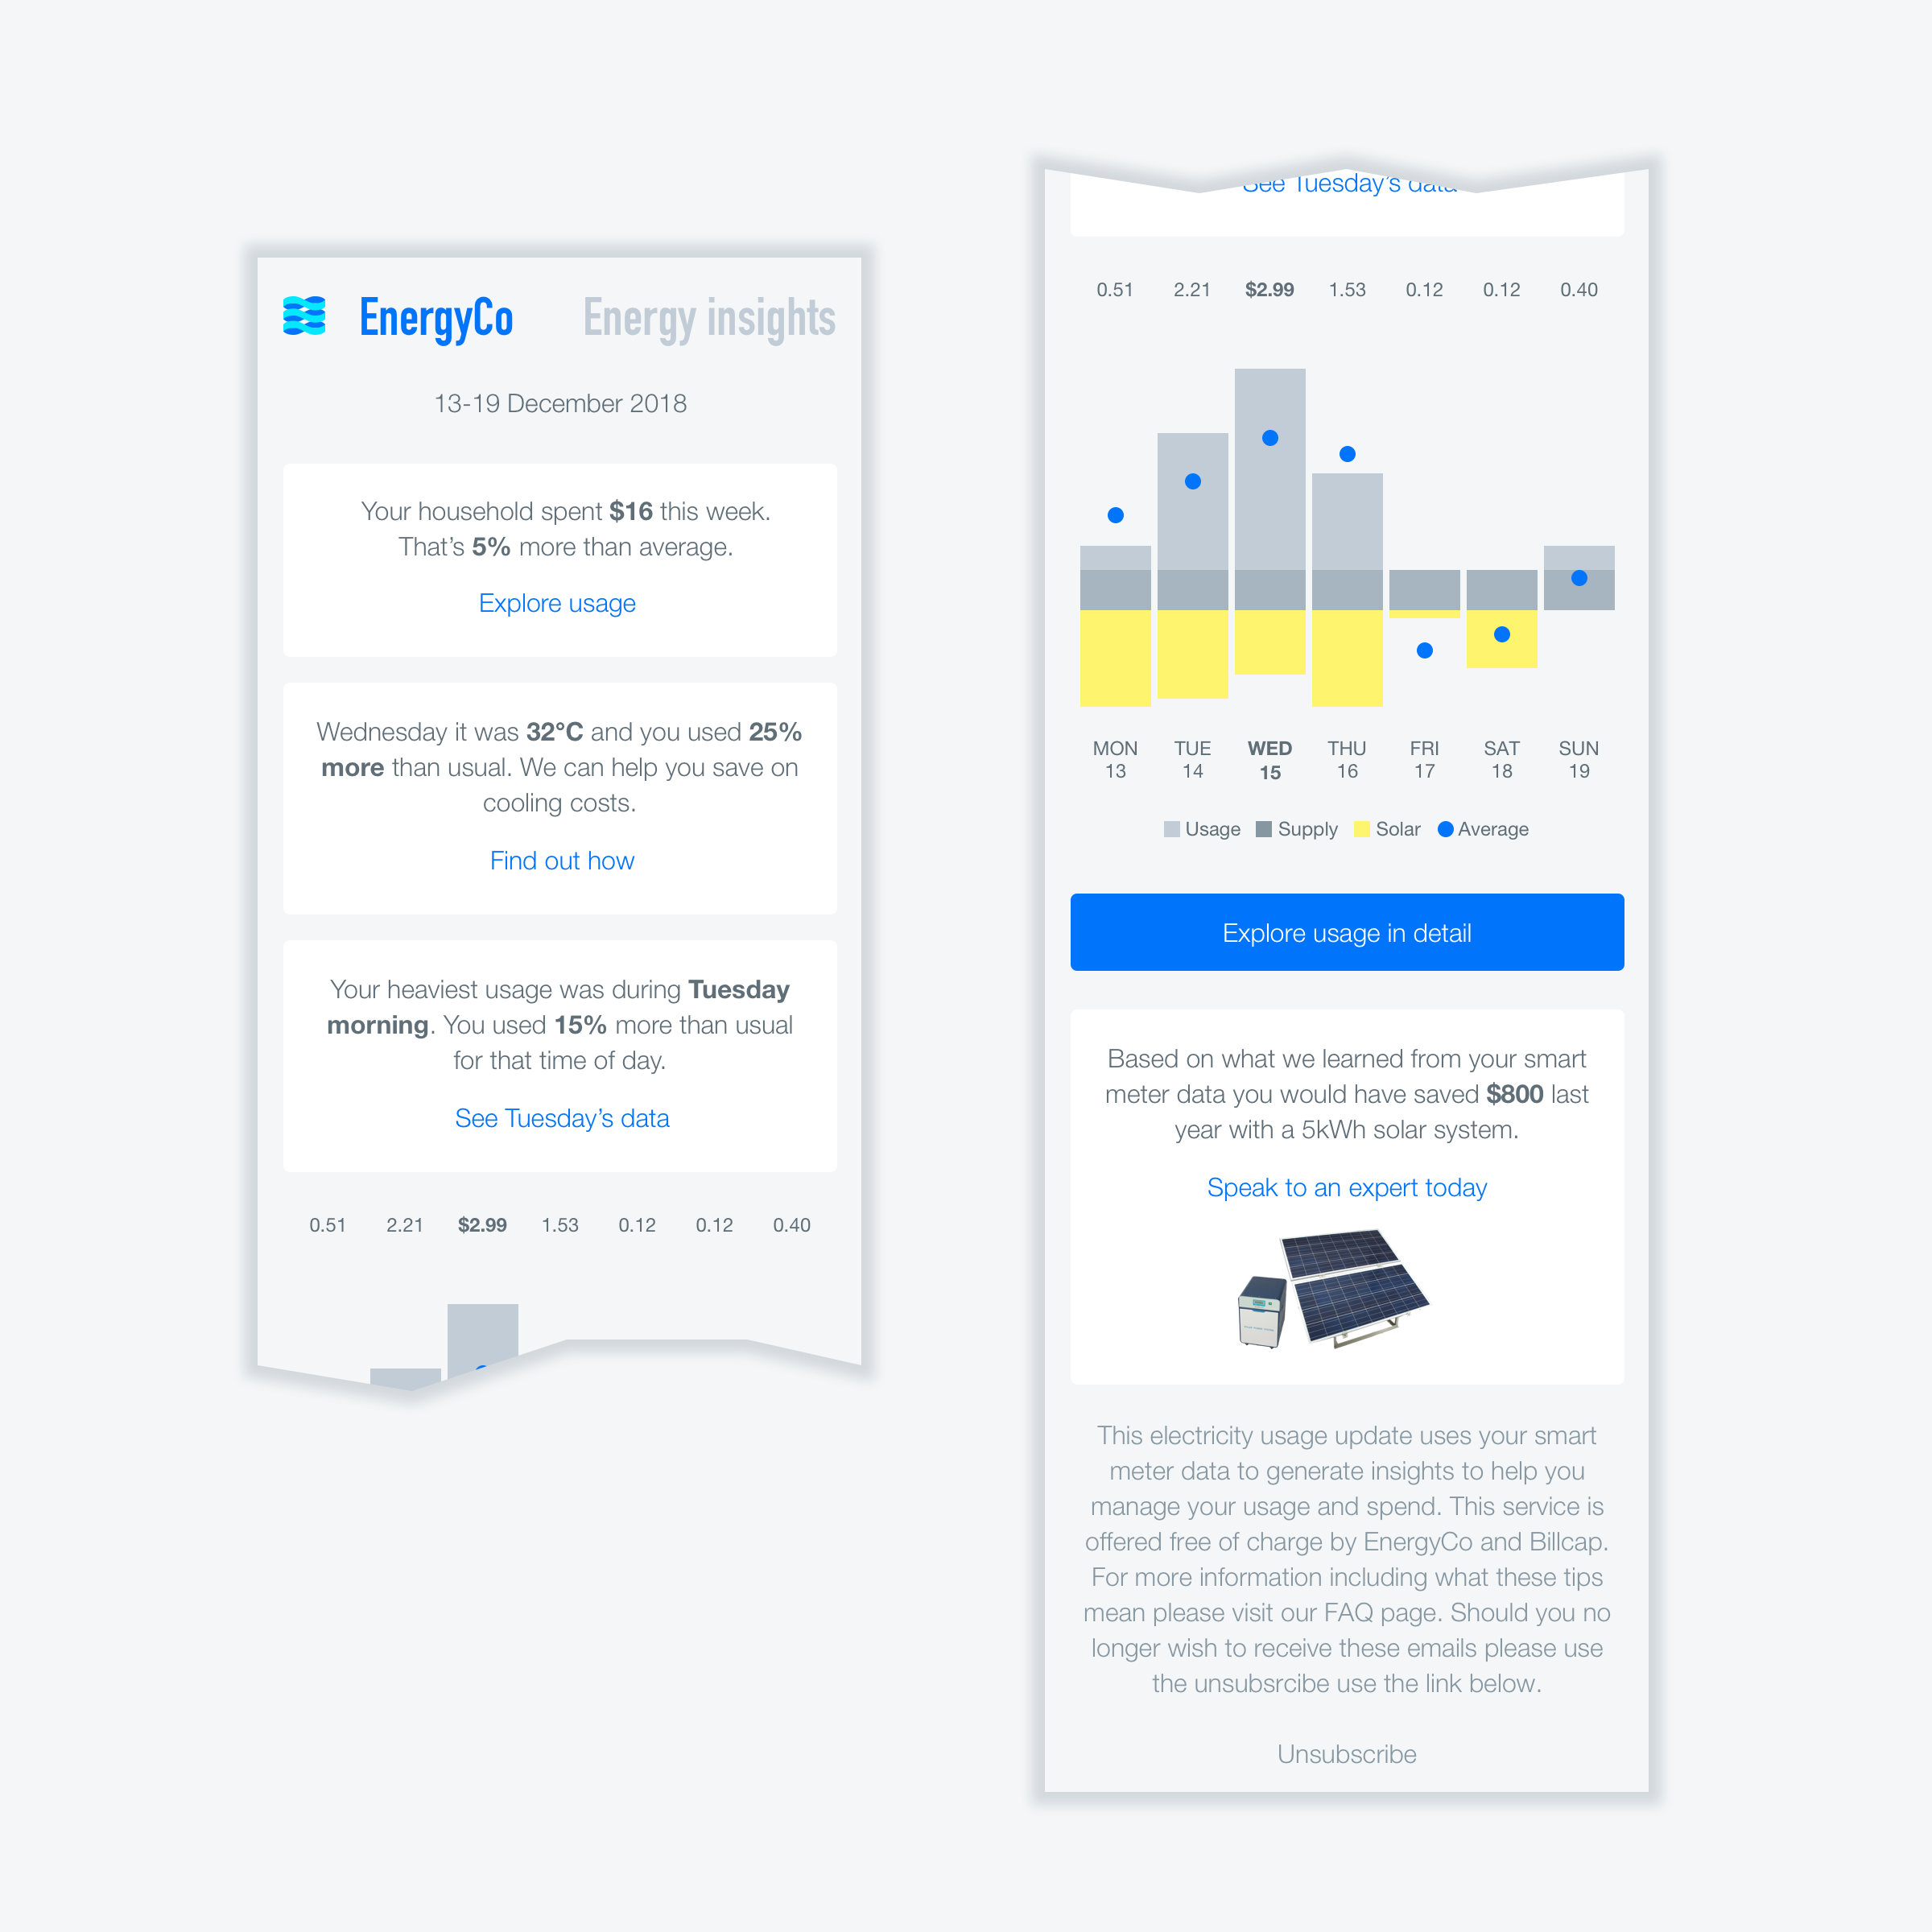 EnergyCo Energy insights
13-19 December 2018
Your household spent $16 this week.
That’s 5% more than average.
Explore usage
Wednesday it was 32°C and you used 25%
more than usual. We can help you save on
cooling costs.
Find out how
Your heaviest usage was during Tuesday
morning. You used 15% more than usual
for that time of day.
See Tuesday’s data
0.51 2.21 $2.99 1.53 0.12 0.12 0.40
See Tuesday’s data
0.51 2.21 $2.99 1.53 0.12 0.12 0.40
MON TUE WED THU FRI SAT SUN
13 14 15 16 17 18 19
Usage Supply Solar Average
Explore usage in detail
Based on what we learned from your smart
meter data you would have saved $800 last
year with a 5kWh solar system.
Speak to an expert today
This electricity usage update uses your smart
meter data to generate insights to help you
manage your usage and spend. This service is
offered free of charge by EnergyCo and Billcap.
For more information including what these tips
mean please visit our FAQ page. Should you no
longer wish to receive these emails please use
the unsubsrcibe use the link below.
Unsubscribe